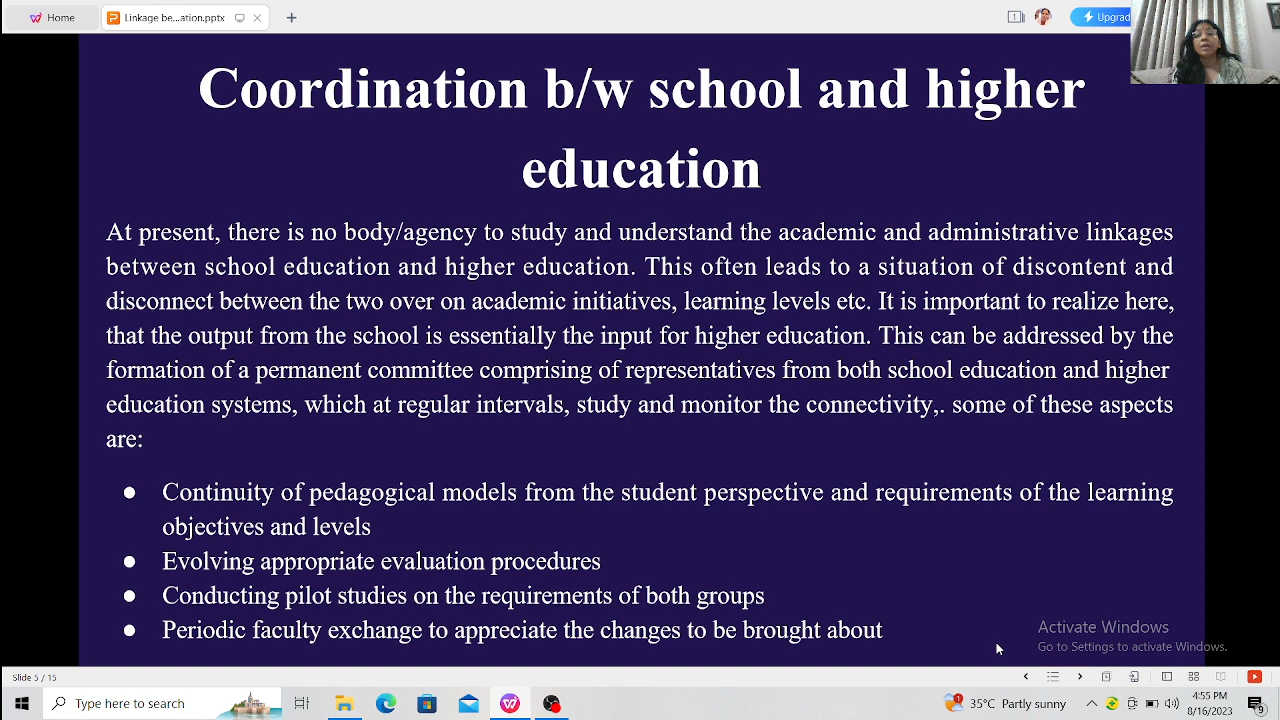 Home
Linkage be...ation.pptx
1
Upgrad
Coordination b/w school and higher
education
At present, there is no body/agency to study and understand the academic and administrative linkages
between school education and higher education. This often leads to a situation of discontent and
disconnect between the two over on academic initiatives, learning levels etc. It is important to realize here,
that the output from the school is essentially the input for higher education. This can be addressed by the
formation of a permanent committee comprising of representatives from both school education and higher
education systems, which at regular intervals, study and monitor the connectivity,. some of these aspects
are:
● Continuity of pedagogical models from the student perspective and requirements of the learning
objectives and levels
● Evolving appropriate evaluation procedures
● Conducting pilot studies on the requirements of both groups
● Periodic faculty exchange to appreciate the changes to be brought about
Activate Windows
Go to Settings to activate Windows.
Slide 5 / 15
Type here to search
1
35°C Partly sunny
4:55 PM
8/16/2023
9